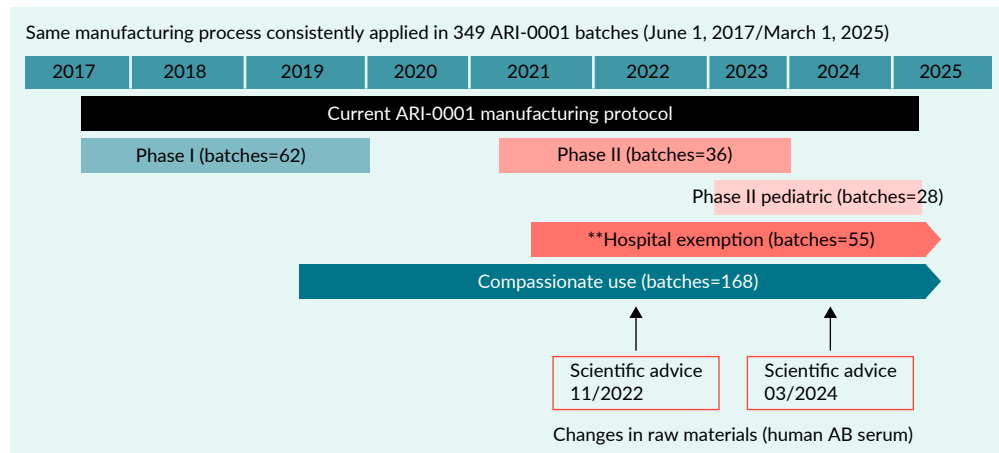 Same manufacturing process consistently applied in 349 ARI-0001 batches (June 1, 2017/March 1, 2025)
2017 2018 2019 2020 2021 2022 2023 2024 2025
Current ARI-0001 manufacturing protocol
Phase I (batches=62) Phase II (batches=36)
Phase II pediatric (batches=28)
**Hospital exemption (batches=55)
Compassionate use (batches=168)
Scientific advice
11/2022
Scientific advice
03/2024
Changes in raw materials (human AB serum)